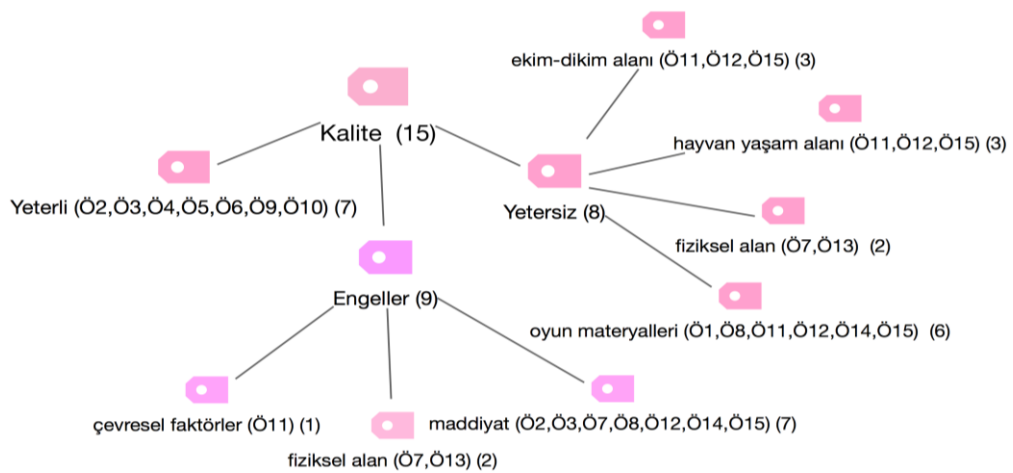 ekim-dikim alanı (Ö11,Ö12,Ö15) (3)
Kalite (15)
hayvan yaşam alanı (Ö11,Ö12,Ö15) (3)
Yeterli (Ö2,Ö3,Ö4,Ö5,Ö6,Ö9,Ö10) (7)
Yetersiz (8)
fiziksel alan (Ö7,Ö13) (2)
Engeller (9)
oyun materyalleri (Ö1,Ö8,Ö11,Ö12,Ö14,Ö15) (6)
çevresel faktörler (Ö11) (1)
maddiyat (Ö2,Ö3,Ö7,Ö8,Ö12,Ö14,Ö15) (7)
fiziksel alan (Ö7,Ö13) (2)